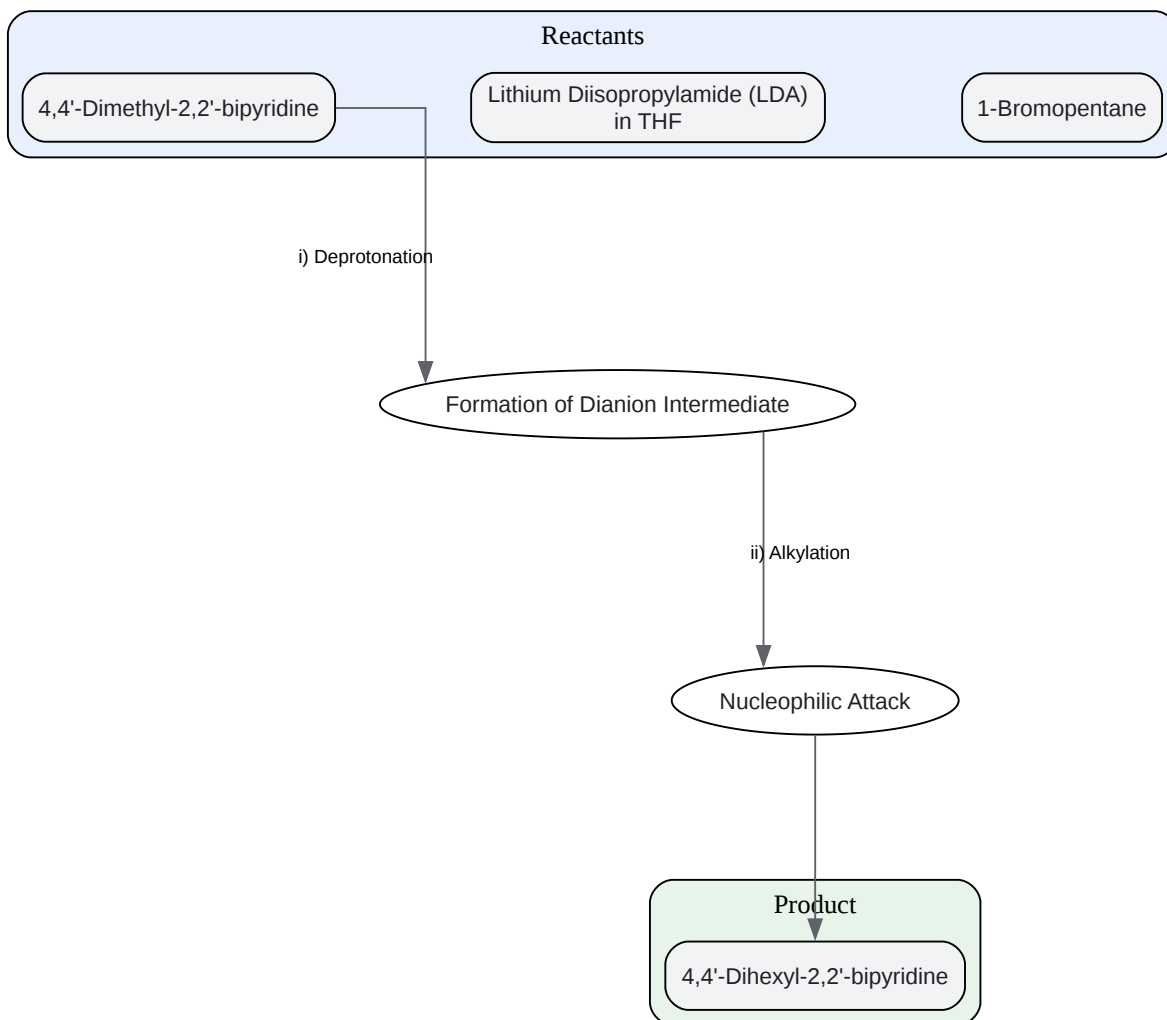 Reactants
4,4'-Dimethyl-2,2'-bipyridine
Lithium Diisopropylamide (LDA)
in THF
1-Bromopentane
i) Deprotonation
Formation of Dianion Intermediate
ii) Alkylation
Nucleophilic Attack
Product
4,4'-Dihexyl-2,2'-bipyridine